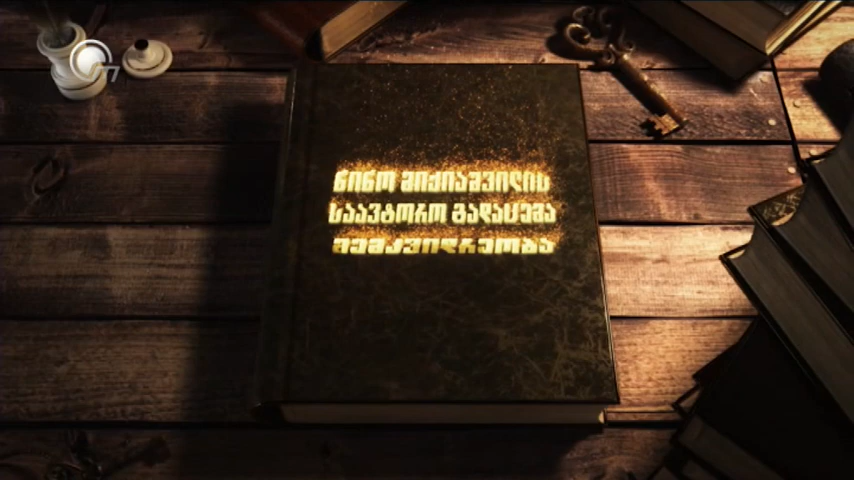 ნინო მიქიაშვილის
საავტორო გადაცემა
მემკვიდრეობა